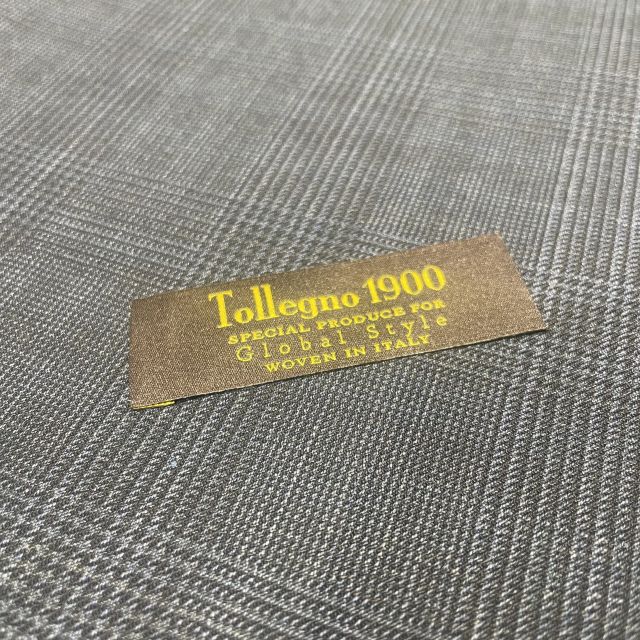 Tollegno 1900
SPECIAL PRODUCE FOR
Global Style
WOVEN IN ITALY